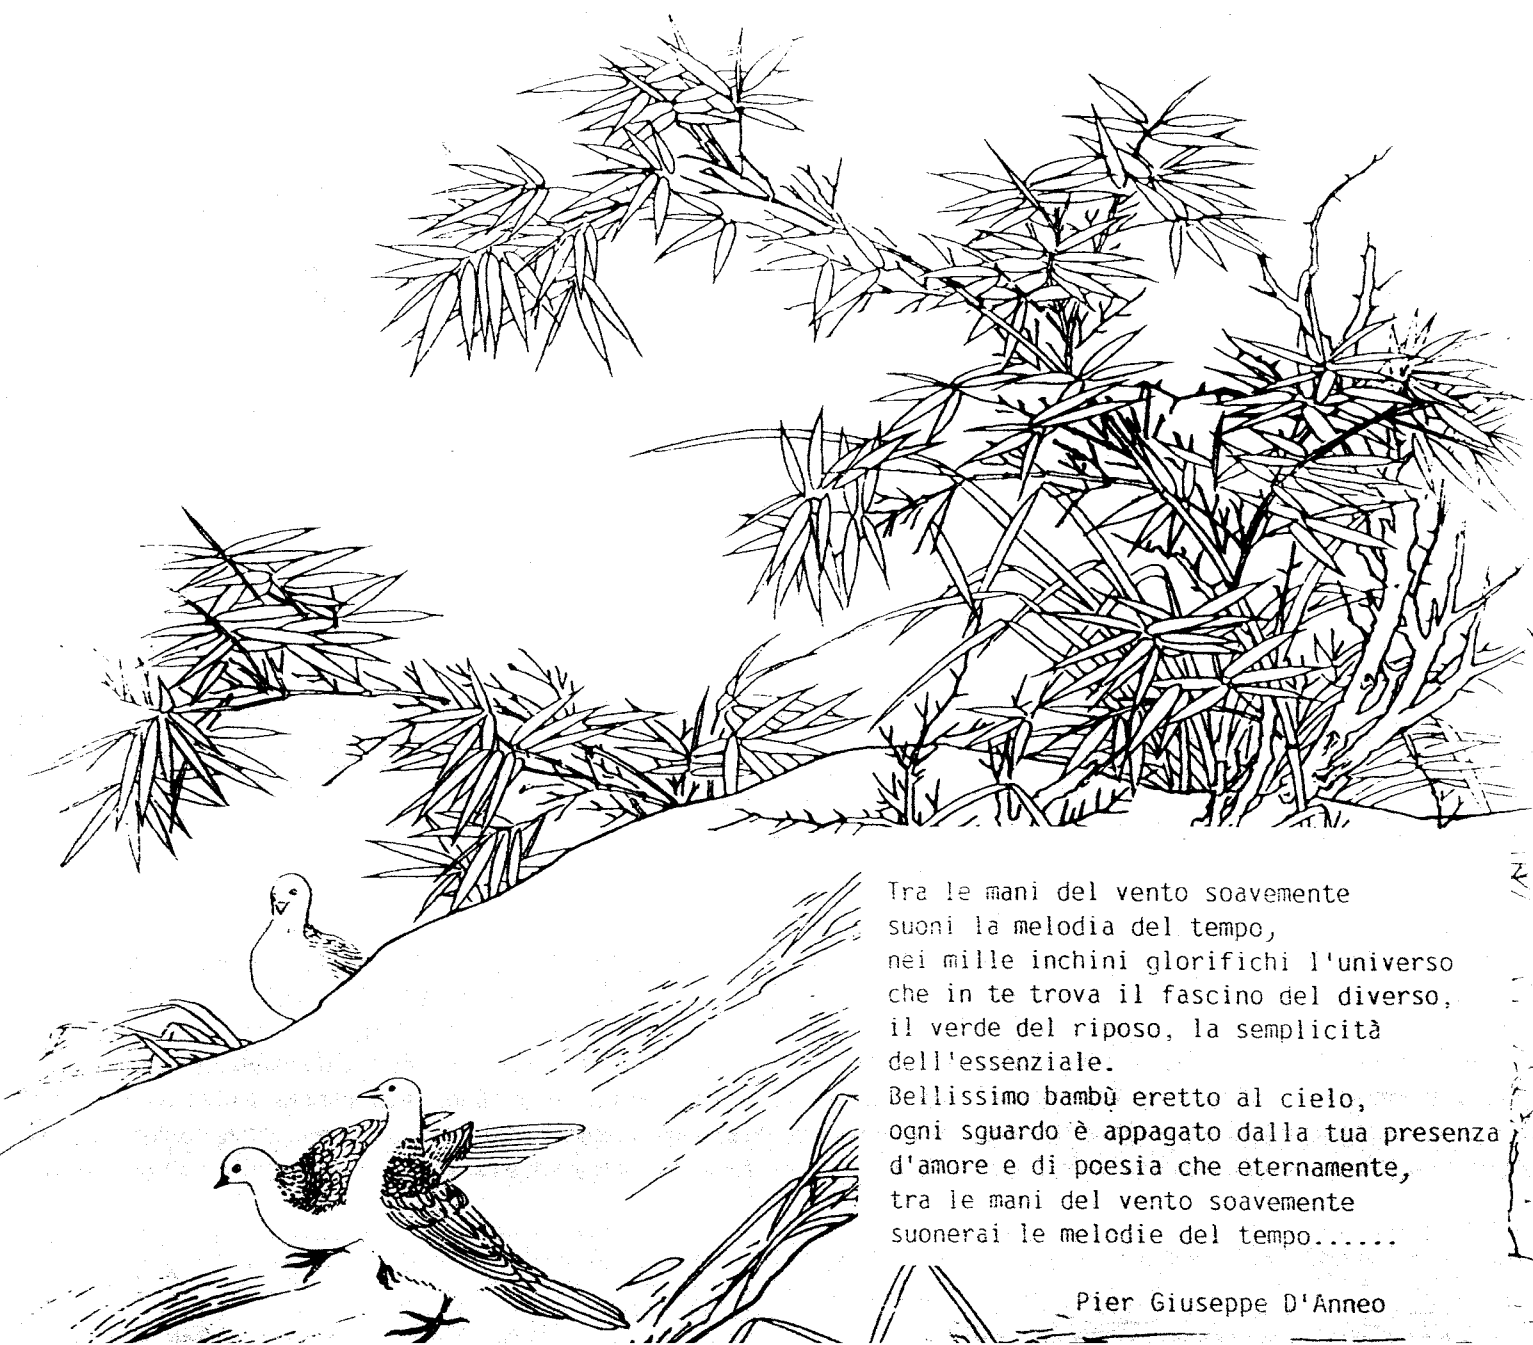 Tra le mani del vento soavemente
suoni la melodia del tempo,
nei mille inchini glorifichi l'universo
che in te trova il fascino del diverso,
il verde del riposo, la semplicità
dell'essenziale.
Bellissimo bambù eretto al cielo,
ogni sguardo è appagato dalla tua presenza
d'amore e di poesia che eternamente,
tra le mani del vento soavemente
suonerai le melodie del tempo......
Pier Giuseppe D'Anneo